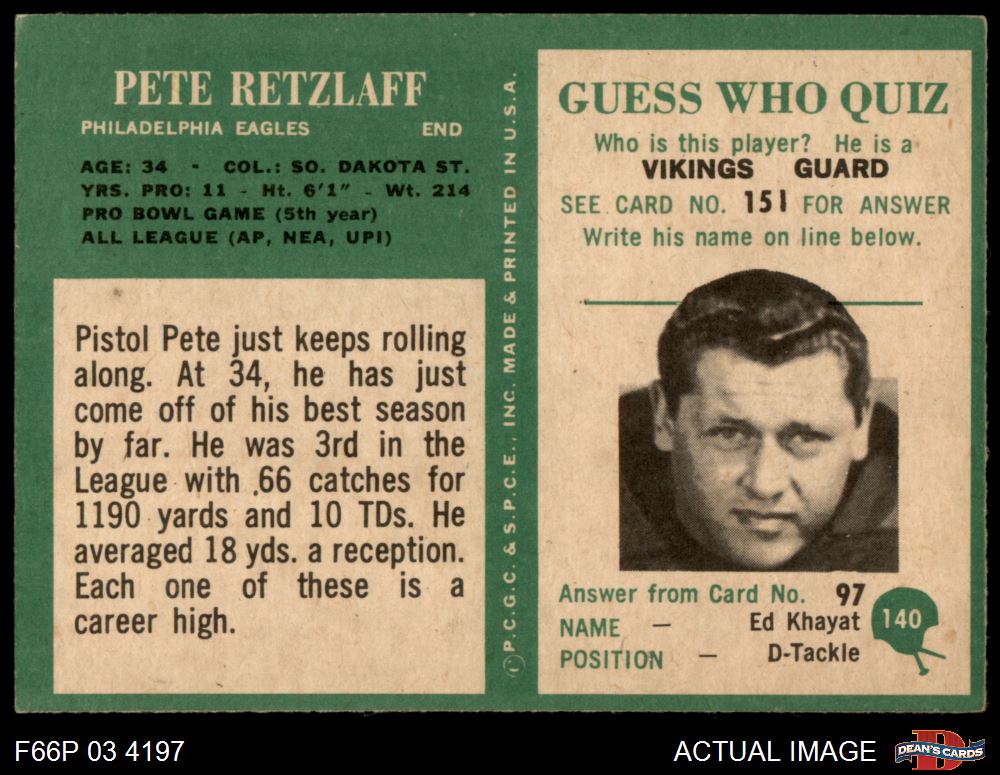 PETE RETZLAFF
PHILADELPHIA EAGLES END
AGE: 34 - COL.: SO. DAKOTA ST.
YRS. PRO: 11 - Ht. 6'1" - Wt. 214
PRO BOWL GAME (5th year)
ALL LEAGUE (AP, NEA, UPI)
Pistol Pete just keeps rolling
along. At 34, he has just
come off of his best season
by far. He was 3rd in the
League with 66 catches for
1190 yards and 10 TDs. He
averaged 18 yds. a reception.
Each one of these is a
career high.
P.C.G.C. & S.P.C.E., INC. MADE & PRINTED IN U.S.A.
GUESS WHO QUIZ
Who is this player? He is a
VIKINGS GUARD
SEE CARD NO. 151 FOR ANSWER
Write his name on line below.
Answer from Card No. 97
NAME — Ed Khayat
POSITION — D-Tackle
140
F66P 03 4197
ACTUAL IMAGE
D
DEAN'S CARDS